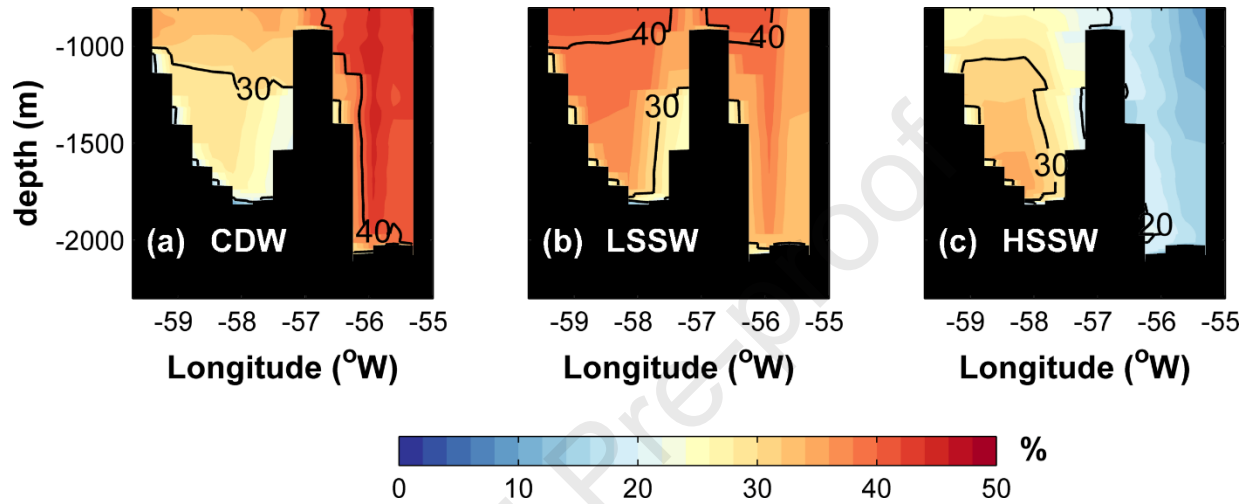 -1000
-1500
-2000
depth (m)
30
40
(a) CDW
40
40
30
(b) LSSW
30
20
(c) HSSW
-59 -58 -57 -56 -55
-59 -58 -57 -56 -55
-59 -58 -57 -56 -55
Longitude (°W)
Longitude (°W)
Longitude (°W)
Pre-proof
%
0 10 20 30 40 50